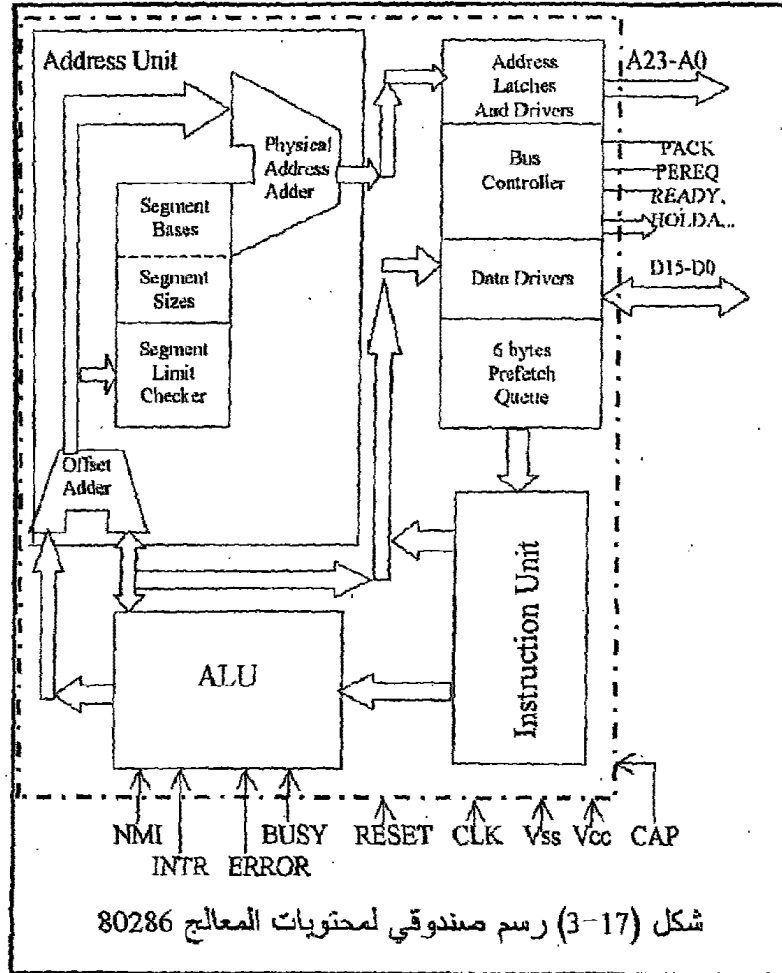 Address Unit
Physical
Address
Adder
Segment
Bases
Segment
Sizes
Segment
Limit
Checker
Offset
Adder
Address
Latches
And Drivers
Bus
Controller
Data Drivers
6 bytes
Prefetch
Queue
A23-A0
PACK
PEREQ
READY,
HOLDA...
D15-D0
ALU
Instruction Unit
NMI
INTR
ERROR
BUSY
RESET
CLK
Vss
Vcc
CAP
شكل (3-17) رسم صندوقي لمحتويات المعالج 80286